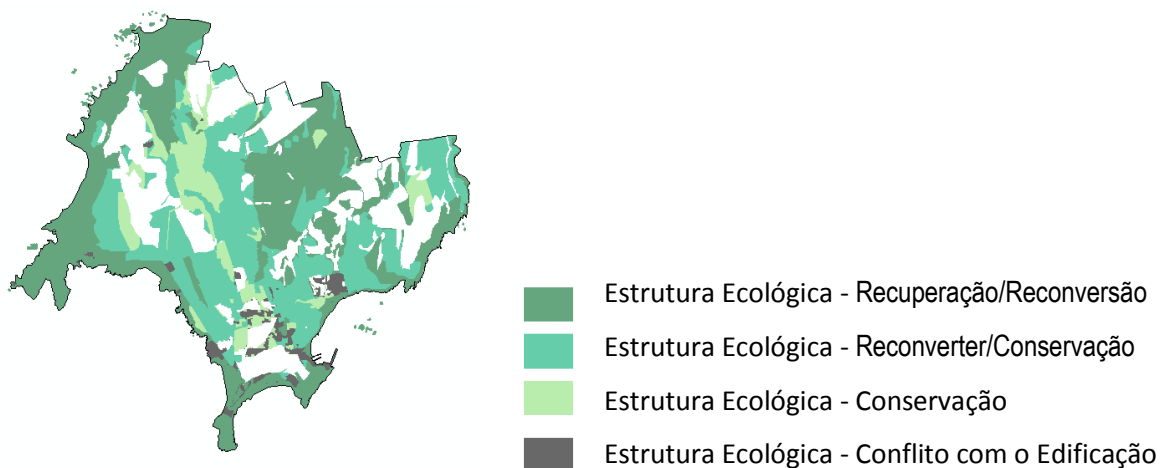 Estrutura Ecológica - Recuperação/Reconversão
Estrutura Ecológica - Reconverter/Conservação
Estrutura Ecológica - Conservação
Estrutura Ecológica - Conflito com o Edificação